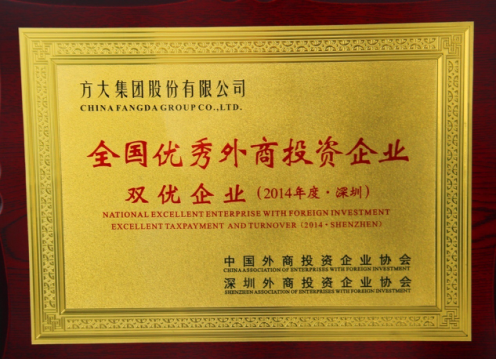 方大集团股份有限公司
CHINA FANGDA GROUP CO.,LTD.
全国优秀外商投资企业
双优企业（2014年度·深圳）
NATIONAL EXCELLENT ENTERPRISE WITH FOREIGN INVESTMENT
EXCELLENT TAXPAYMENT AND TURNOVER (2014·SHENZHEN)
中国外商投资企业协会
CHINA ASSOCIATION OF ENTERPRISES WITH FOREIGN INVESTMENT
深圳外商投资企业协会
SHENZHEN ASSOCIATION OF ENTERPRISES WITH FOREIGN INVESTMENT